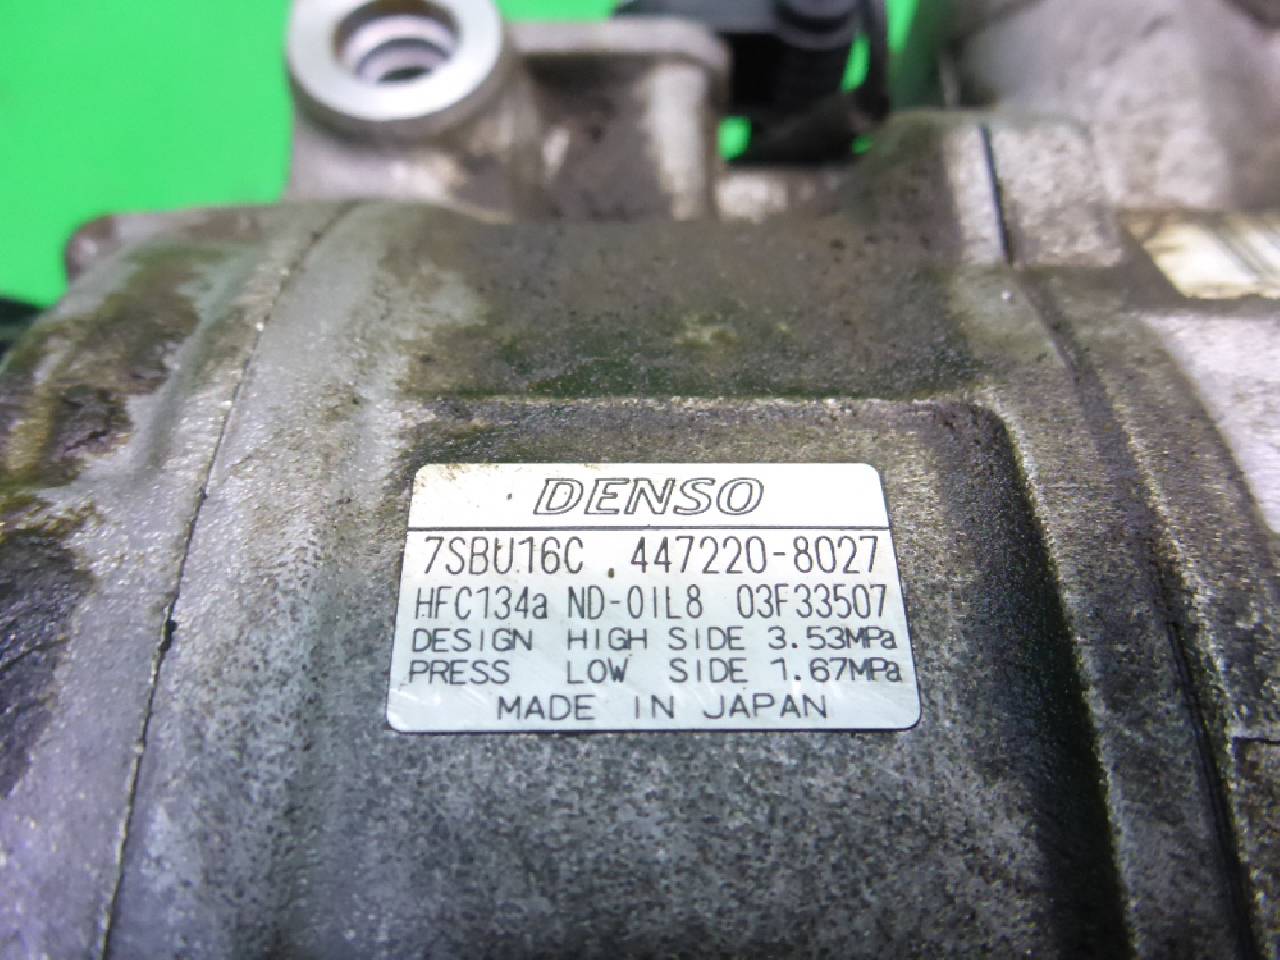 DENSO
7SBU16C 447220-8027
HFC134a ND-OIL8 03F33507
DESIGN HIGH SIDE 3.53MPa
PRESS LOW SIDE 1.67MPa
MADE IN JAPAN